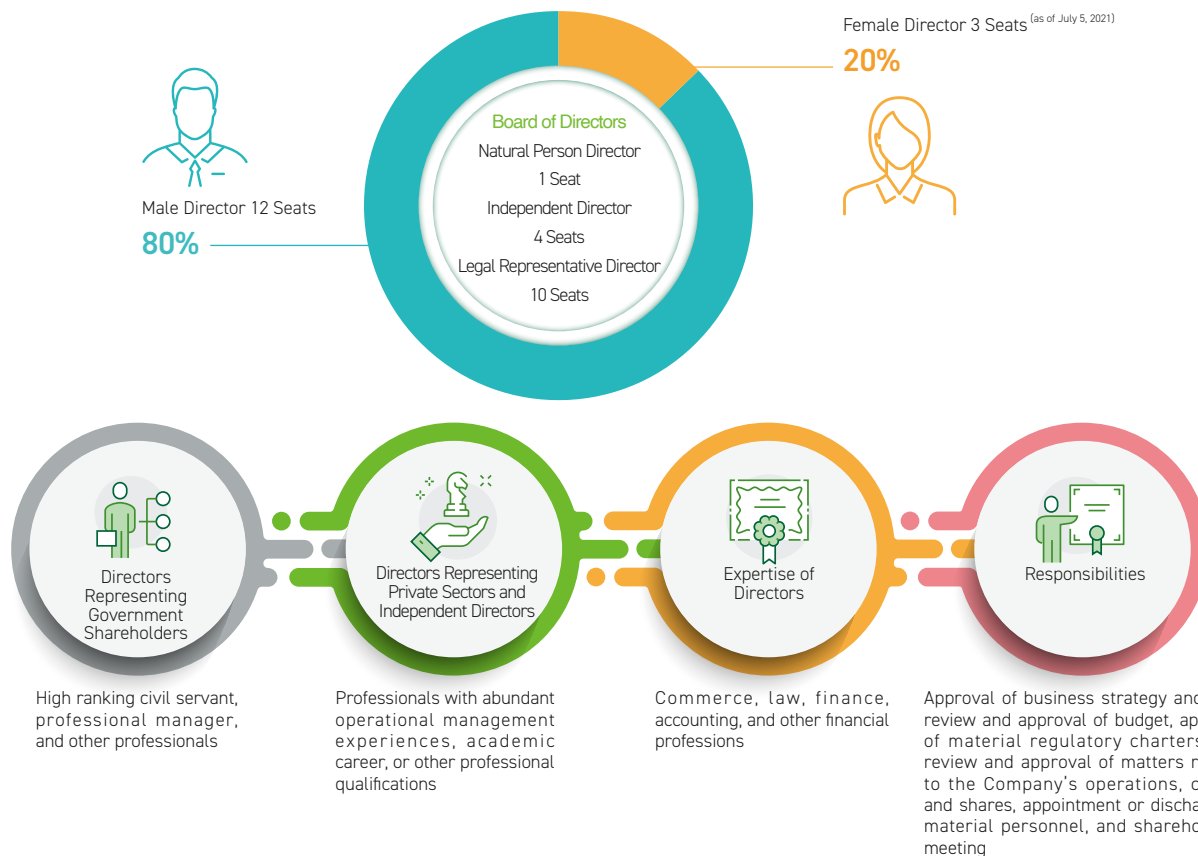 Female Director 3 Seats (as of July 5, 2021)
20%
Male Director 12 Seats
80%
Board of Directors
Natural Person Director
1 Seat
Independent Director
4 Seats
Legal Representative Director
10 Seats
Directors
Representing
Government
Shareholders
High ranking civil servant,
professional manager,
and other professionals
Directors Representing
Private Sectors and
Independent Directors
Professionals with abundant
operational management
experiences, academic
career, or other professional
qualifications
Expertise of
Directors
Commerce, law, finance,
accounting, and other financial
professions
Responsibilities
Approval of business strategy and
review and approval of budget,
of material regulatory charters
review and approval of matters
to the Company's operations,
and shares, appointment or
material personnel, and
meeting